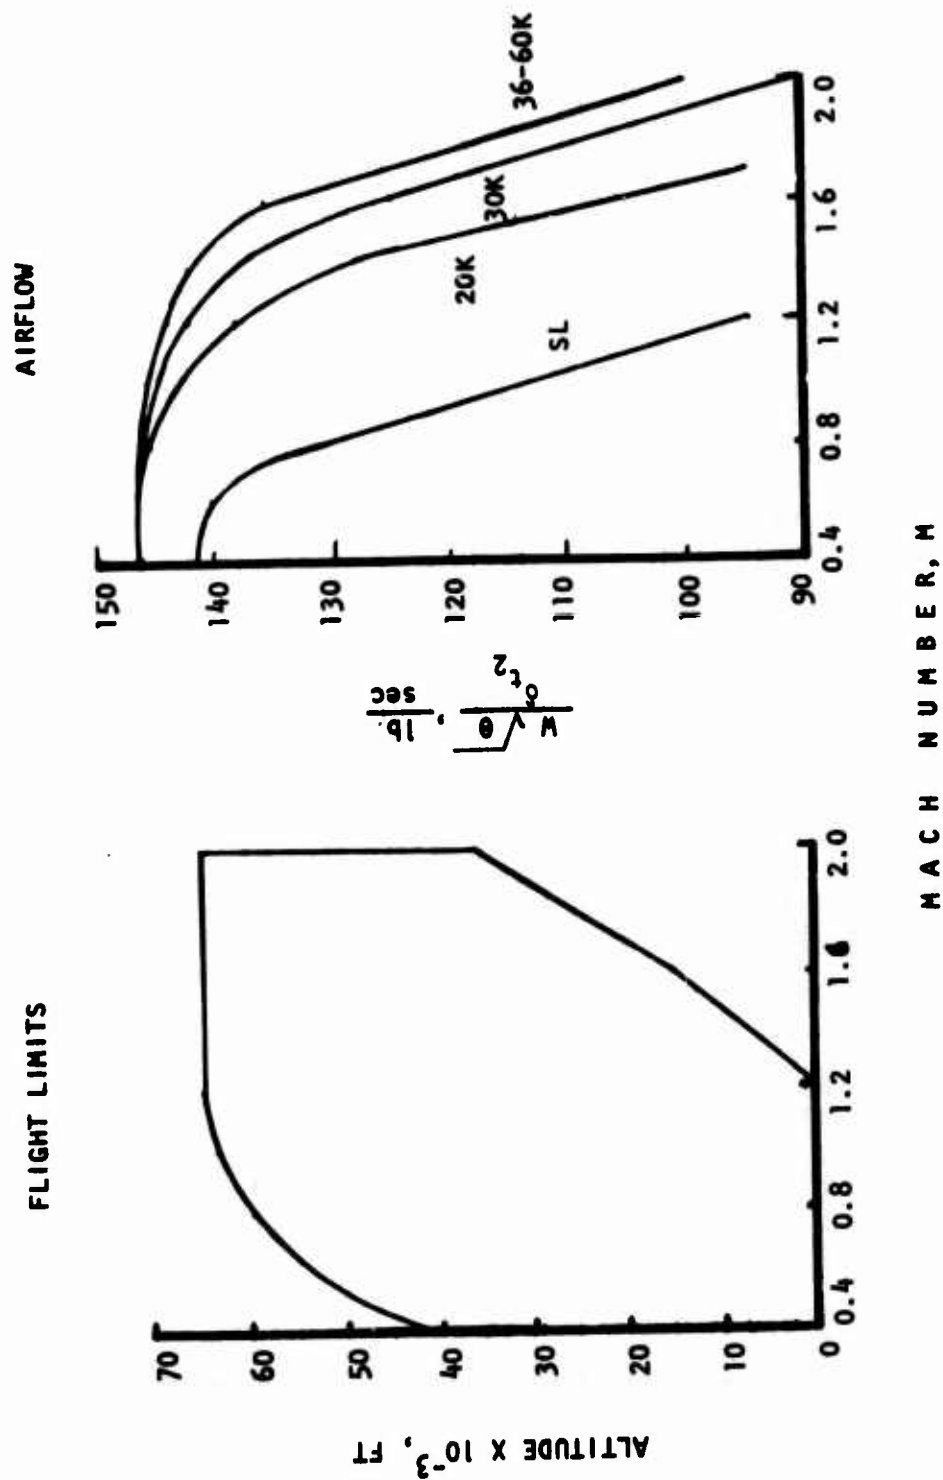 FLIGHT LIMITS
ALTITUDE X 10⁻³, FT
70
60
50
40
30
20
10
0
0.4
0.8
1.2
1.6
2.0
AIRFLOW
W√θ / δt2 , lb / sec
150
140
130
120
110
100
90
0.4
0.8
1.2
1.6
2.0
SL
20K
30K
36-60K
MACH NUMBER, M